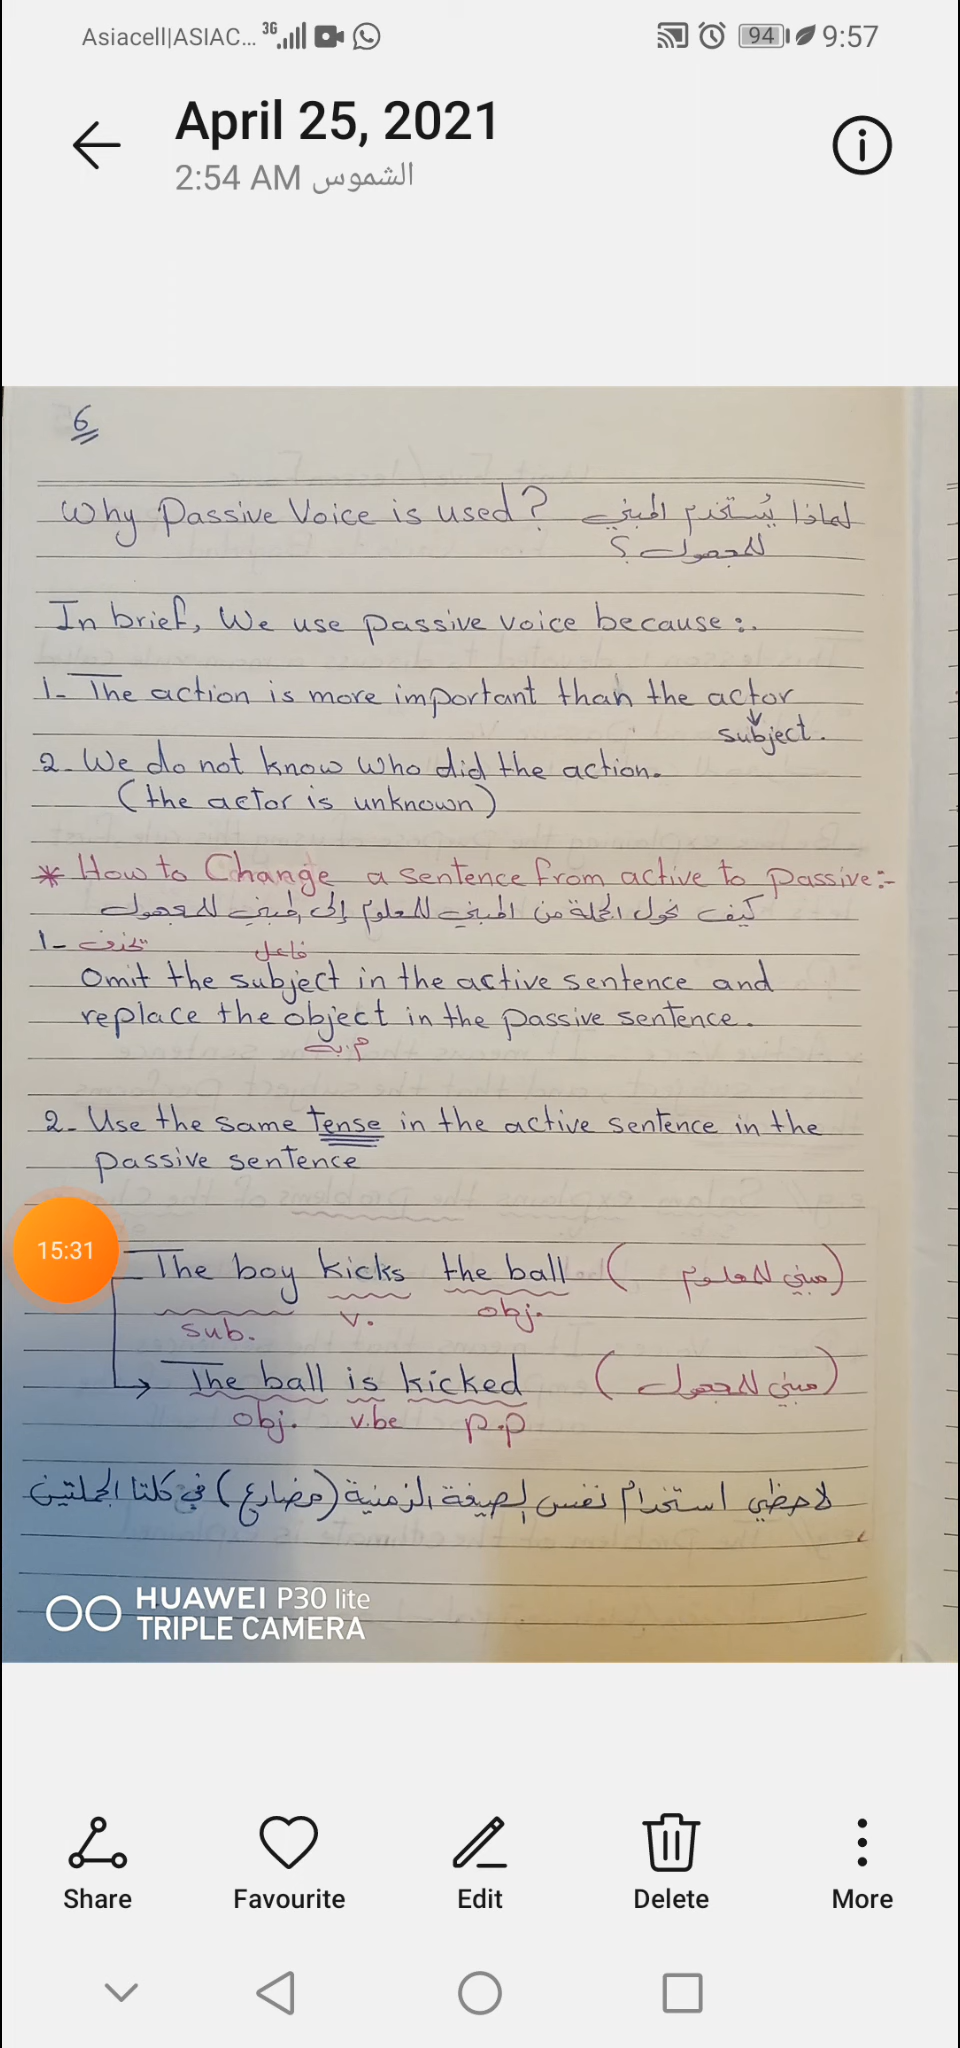 Asiacell|ASIAC... 3G 94 9:57
April 25, 2021
2:54 AM الشموس
6
Why Passive Voice is used? لماذا يُستخدم المبني
للمجهول؟
In brief, We use passive voice because :.
1- The action is more important than the actor
subject.
2- We do not know who did the action.
(the actor is unknown)
* How to Change a sentence from active to passive:-
كيف نحول الجملة من المبني للمعلوم إلى المبني للمجهول
1- تحذف فاعل
Omit the subject in the active sentence and
replace the object in the passive sentence.
م.به
2- Use the same Tense in the active sentence in the
passive sentence
15:31
The boy kicks the ball (مبني للمعلوم)
sub. v. obj.
The ball is kicked (مبني للمجهول)
obj. v.be p.p
لاحظي استخدام نفس الصيغة الزمنية (مضارع) في كلتا الجملتين
HUAWEI P30 lite
TRIPLE CAMERA
Share Favourite Edit Delete More